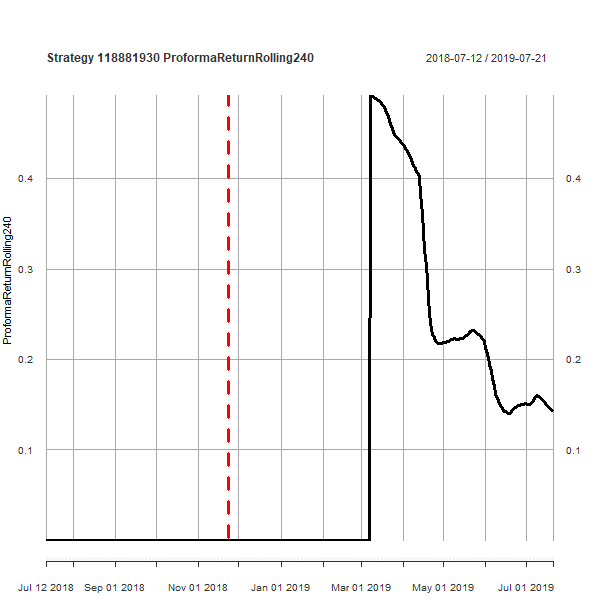 Strategy 118881930 ProformaReturnRolling240
2018-07-12 / 2019-07-21
ProformaReturnRolling240
0.4
0.3
0.2
0.1
0.4
0.3
0.2
0.1
Jul 12 2018
Sep 01 2018
Nov 01 2018
Jan 01 2019
Mar 01 2019
May 01 2019
Jul 01 2019